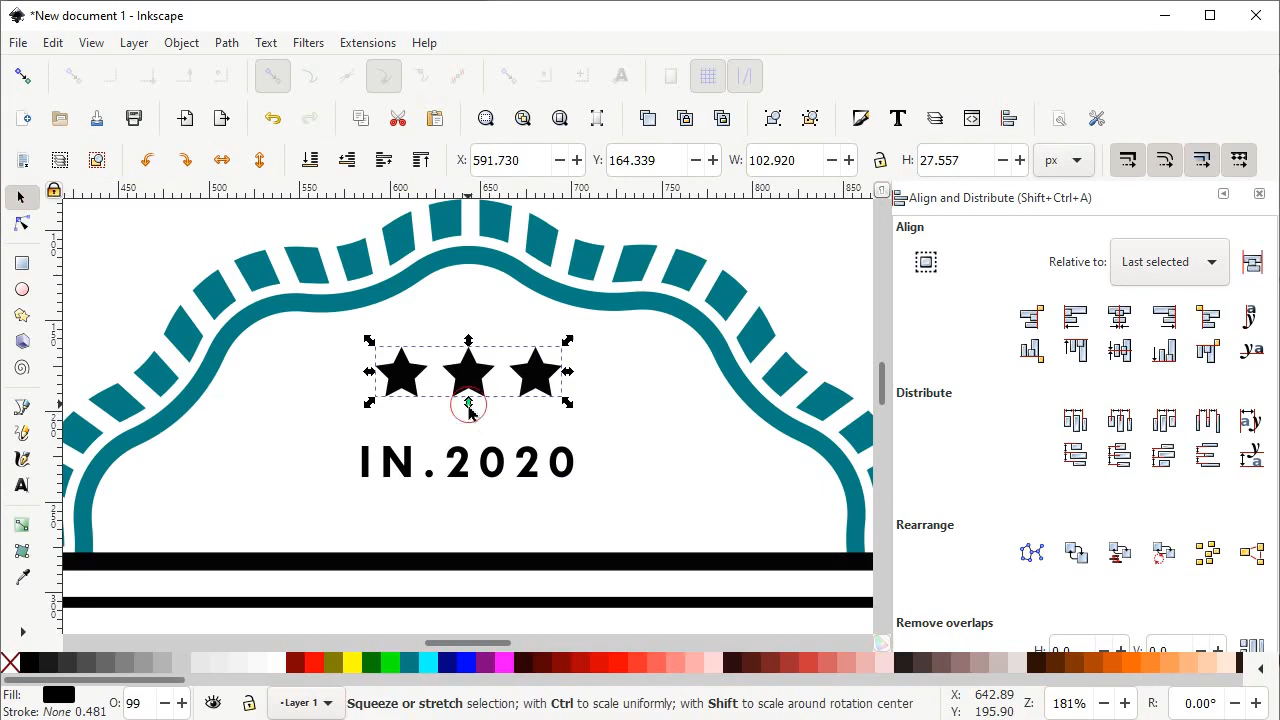 *New document 1 - Inkscape
File Edit View Layer Object Path Text Filters Extensions Help
X: 591.730 Y: 164.339 W: 102.920 H: 27.557 px
450 500 550 600 650 700 750 800 850
Align and Distribute (Shift+Ctrl+A)
Align
Relative to: Last selected
Distribute
Rearrange
Remove overlaps
H: 0.0 V: 0.0
IN.2020
Fill:
Stroke: None 0.481
O: 99
Layer 1
Squeeze or stretch selection; with Ctrl to scale uniformly; with Shift to scale around rotation center
X: 642.89
Y: 195.90
Z: 181%
R: 0.00°